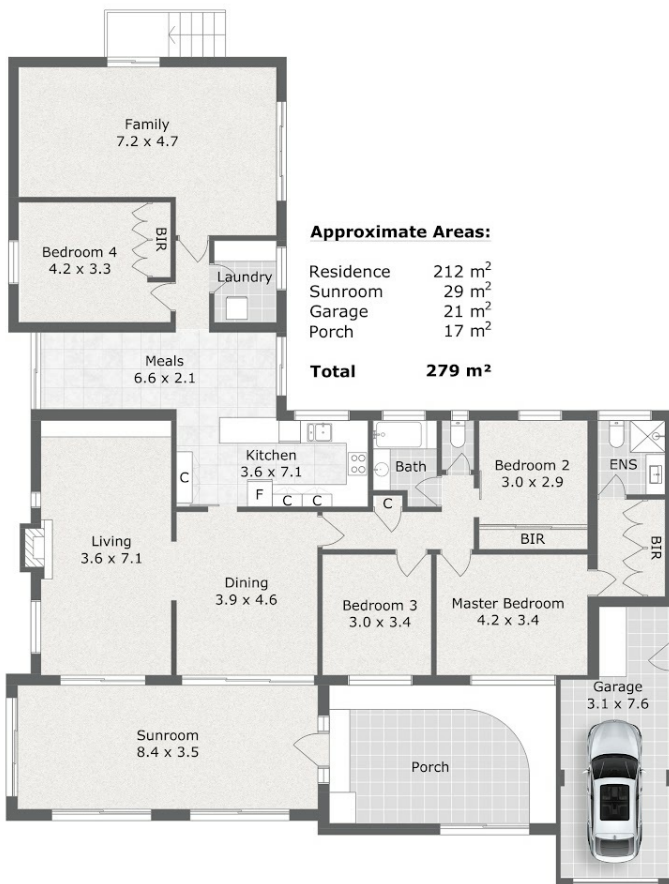 Family
7.2 x 4.7
Approximate Areas:
Residence 212 m²
Sunroom 29 m²
Garage 21 m²
Porch 17 m²
Total 279 m²
Bedroom 4
4.2 x 3.3
BIR
Laundry
Meals
6.6 x 2.1
Kitchen
3.6 x 7.1
C
F
C
C
Bath
C
Bedroom 2
3.0 x 2.9
BIR
ENS
BIR
Living
3.6 x 7.1
Dining
3.9 x 4.6
Bedroom 3
3.0 x 3.4
Master Bedroom
4.2 x 3.4
Garage
3.1 x 7.6
Sunroom
8.4 x 3.5
Porch